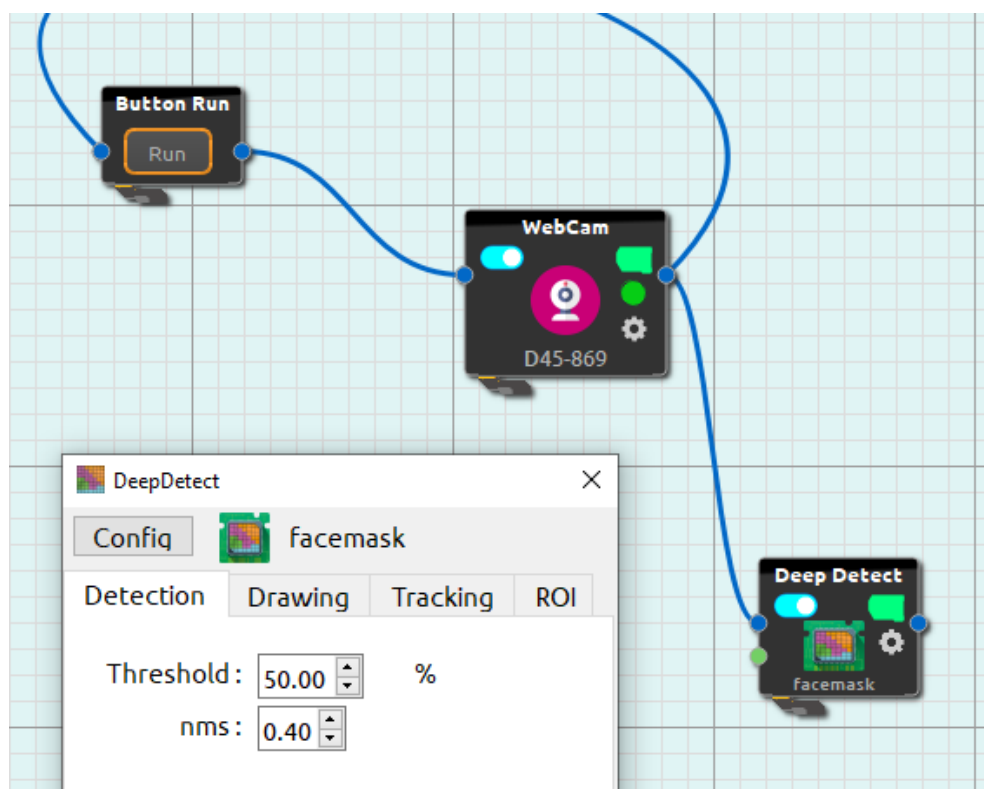 Button Run
Run
WebCam
D45-869
DeepDetect
Config
facemask
Detection
Drawing
Tracking
ROI
Threshold :
50.00
%
nms :
0.40
Deep Detect
facemask